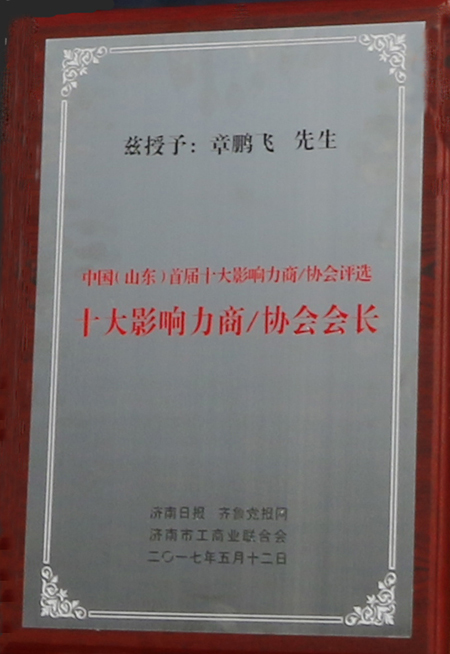 兹授予：章鹏飞 先生
中国（山东）首届十大影响力商/协会评选
十大影响力商/协会会长
济南日报 齐鲁党报网
济南市工商业联合会
二〇一七年五月十二日